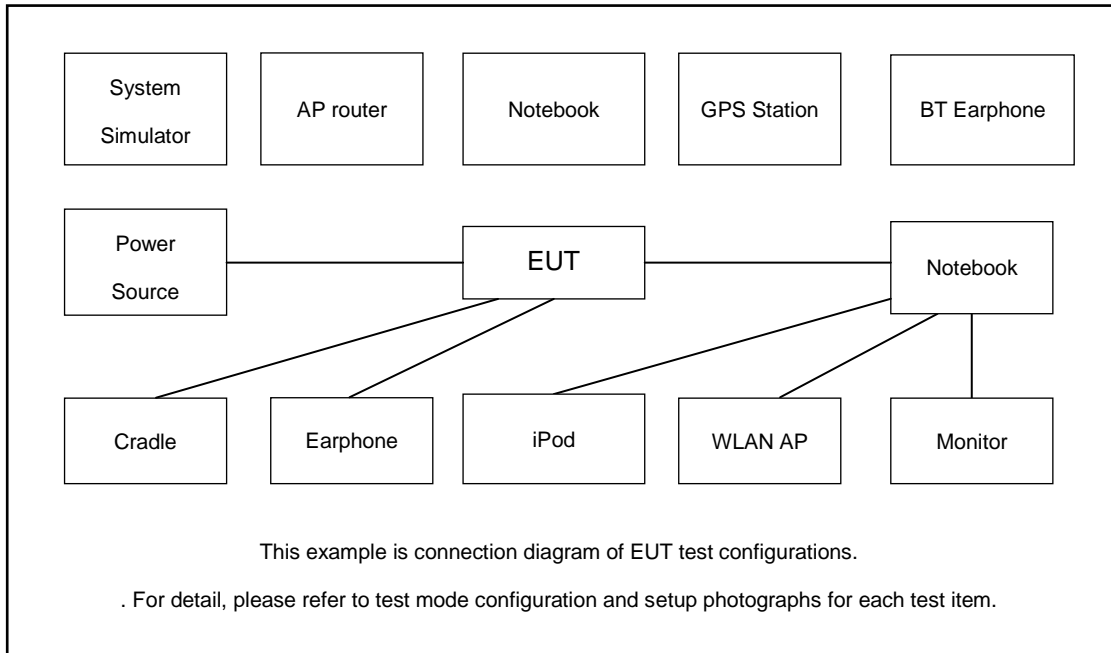 System
Simulator
AP router
Notebook
GPS Station
BT Earphone
Power
Source
EUT
Notebook
Cradle
Earphone
iPod
WLAN AP
Monitor
This example is connection diagram of EUT test configurations.
. For detail, please refer to test mode configuration and setup photographs for each test item.